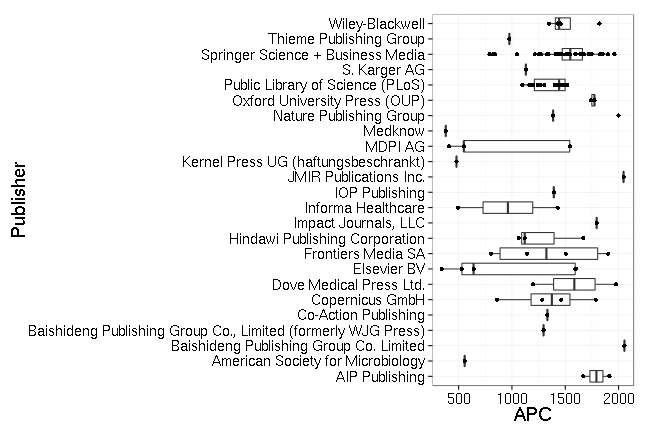 Publisher
Wiley-Blackwell
Thieme Publishing Group
Springer Science + Business Media
S. Karger AG
Public Library of Science (PLoS)
Oxford University Press (OUP)
Nature Publishing Group
Medknow
MDPI AG
Kernel Press UG (haftungsbeschrankt)
JMIR Publications Inc.
IOP Publishing
Informa Healthcare
Impact Journals, LLC
Hindawi Publishing Corporation
Frontiers Media SA
Elsevier BV
Dove Medical Press Ltd.
Copernicus GmbH
Co-Action Publishing
Baishideng Publishing Group Co., Limited (formerly WJG Press)
Baishideng Publishing Group Co. Limited
American Society for Microbiology
AIP Publishing
500 1000 1500 2000
APC